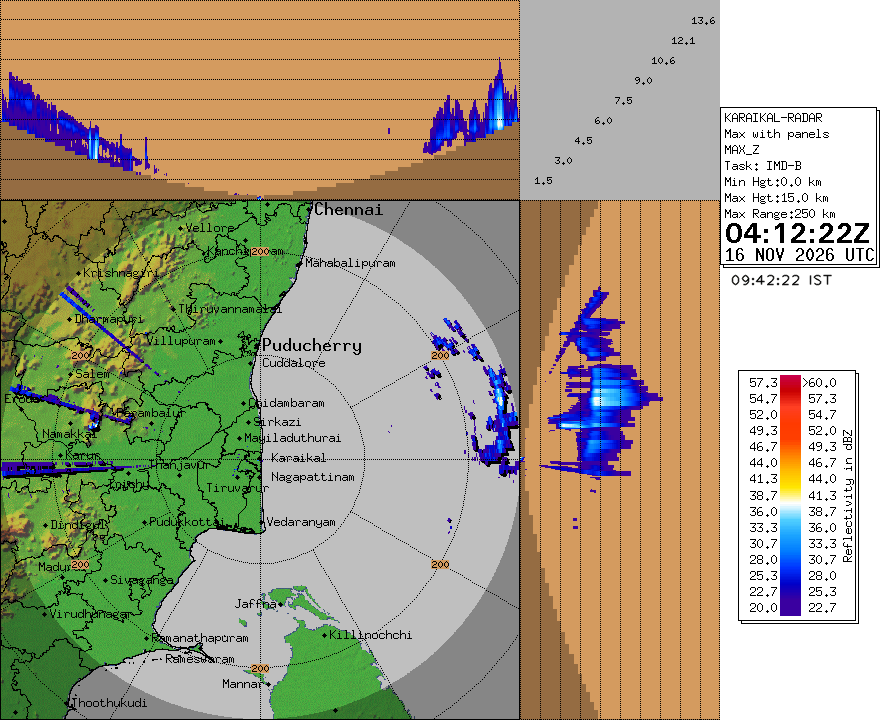 13.6
12.1
10.6
9.0
7.5
6.0
4.5
3.0
1.5
KARAIKAL-RADAR
Max with panels
MAX_Z
Task: IMD-B
Min Hgt:0.0 km
Max Hgt:15.0 km
Max Range:250 km
04:12:22Z
16 NOV 2026 UTC
09:42:22 IST
Chennai
Vellore
200
Mahabalipuram
Krishnagiri
Thiruvannamalai
Dharmapuri
Villupuram
Puducherry
200
200
Cuddalore
Salem
Chidambaram
Perambalur
Sirkazi
Namakkal
Mayiladuthurai
Karur
Karaikal
Thanjavur
Nagapattinam
Tiruvarur
Dindigul
Pudukkottai
Vedaranyam
200
200
Sivaganga
Jaffna
Virudhunagar
Killinochchi
Ramanathapuram
Rameswaram
200
Mannar
Thoothukudi
57.3 >60.0
54.7 57.3
52.0 54.7
49.3 52.0
46.7 49.3
44.0 46.7
41.3 44.0
38.7 41.3
36.0 38.7
33.3 36.0
30.7 33.3
28.0 30.7
25.3 28.0
22.7 25.3
20.0 22.7
Reflectivity in dBZ